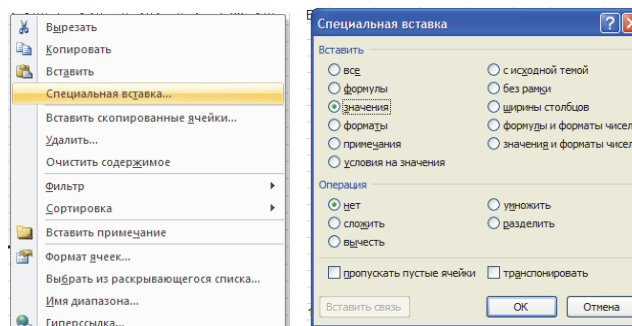 Вырезать
Копировать
Вставить
Специальная вставка...
Вставить скопированные ячейки...
Удалить...
Очистить содержимое
Фильтр
Сортировка
Вставить примечание
Формат ячеек...
Выбрать из раскрывающегося списка...
Имя диапазона...
Гиперссылка...
Специальная вставка
Вставить
все
с исходной темой
формулы
без рамки
значения
ширины столбцов
форматы
формулы и форматы чисел
примечания
значения и форматы чисел
условия на значения
Операция
нет
умножить
сложить
разделить
вычесть
пропускать пустые ячейки
транспонировать
Вставить связь
ОК
Отмена